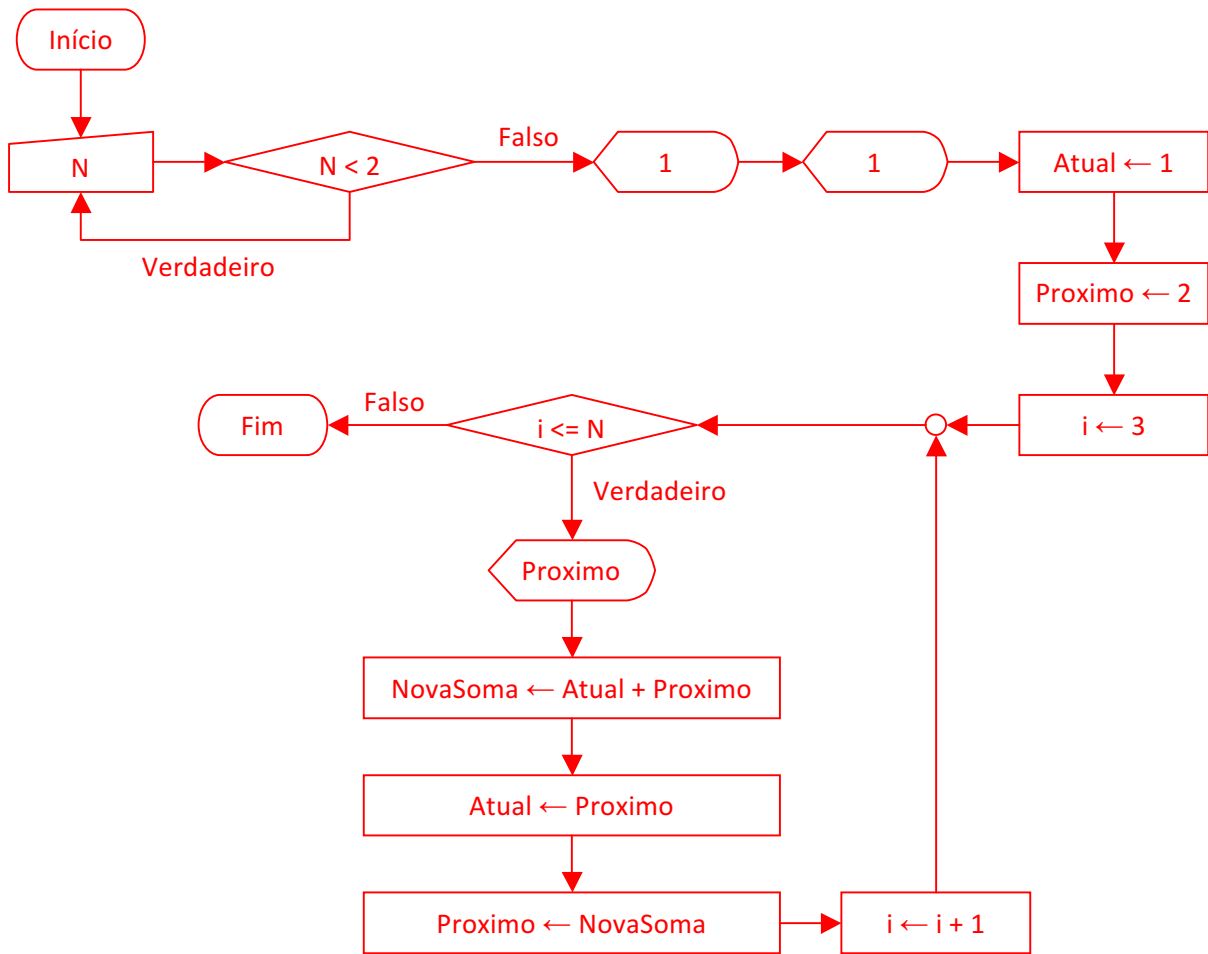 Início
N
N < 2
Falso
1
1
Atual ← 1
Verdadeiro
Proximo ← 2
Fim
Falso
i <= N
i ← 3
Verdadeiro
Proximo
NovaSoma ← Atual + Proximo
Atual ← Proximo
Proximo ← NovaSoma
i ← i + 1